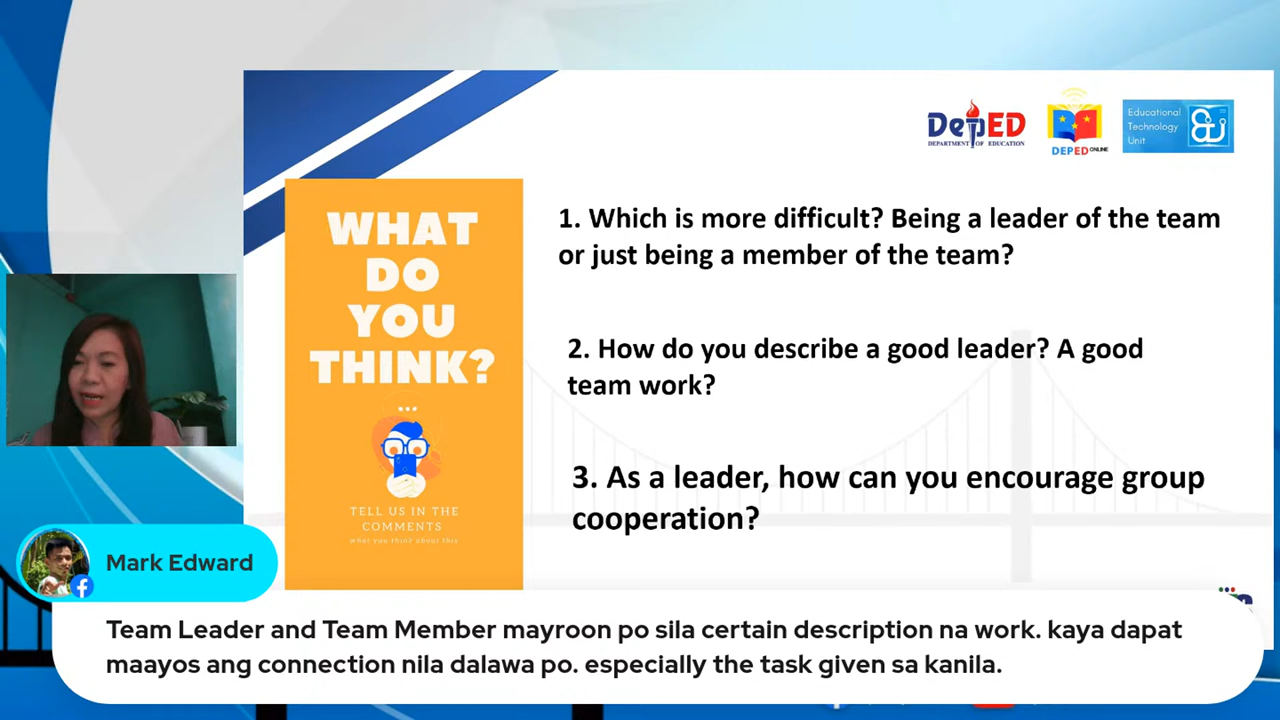 DepED
DEPARTMENT OF EDUCATION
DEPED ONLINE
Educational
Technology
Unit
WHAT
DO
YOU
THINK?
TELL US IN THE
COMMENTS
what you think about this
1. Which is more difficult? Being a leader of the team
or just being a member of the team?
2. How do you describe a good leader? A good
team work?
3. As a leader, how can you encourage group
cooperation?
Mark Edward
Team Leader and Team Member mayroon po sila certain description na work. kaya dapat
maayos ang connection nila dalawa po. especially the task given sa kanila.